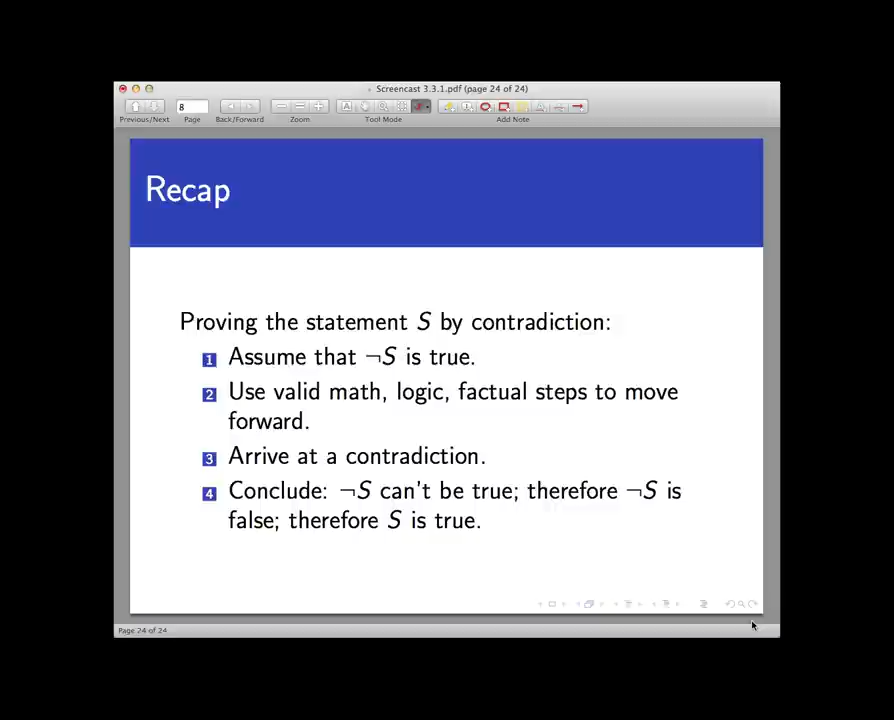 Screencast 3.3.1.pdf (page 24 of 24)
8
Previous/Next Page Back/Forward Zoom Tool Mode Add Note
Recap
Proving the statement S by contradiction:
1 Assume that ¬S is true.
2 Use valid math, logic, factual steps to move
forward.
3 Arrive at a contradiction.
4 Conclude: ¬S can't be true; therefore ¬S is
false; therefore S is true.
Page 24 of 24